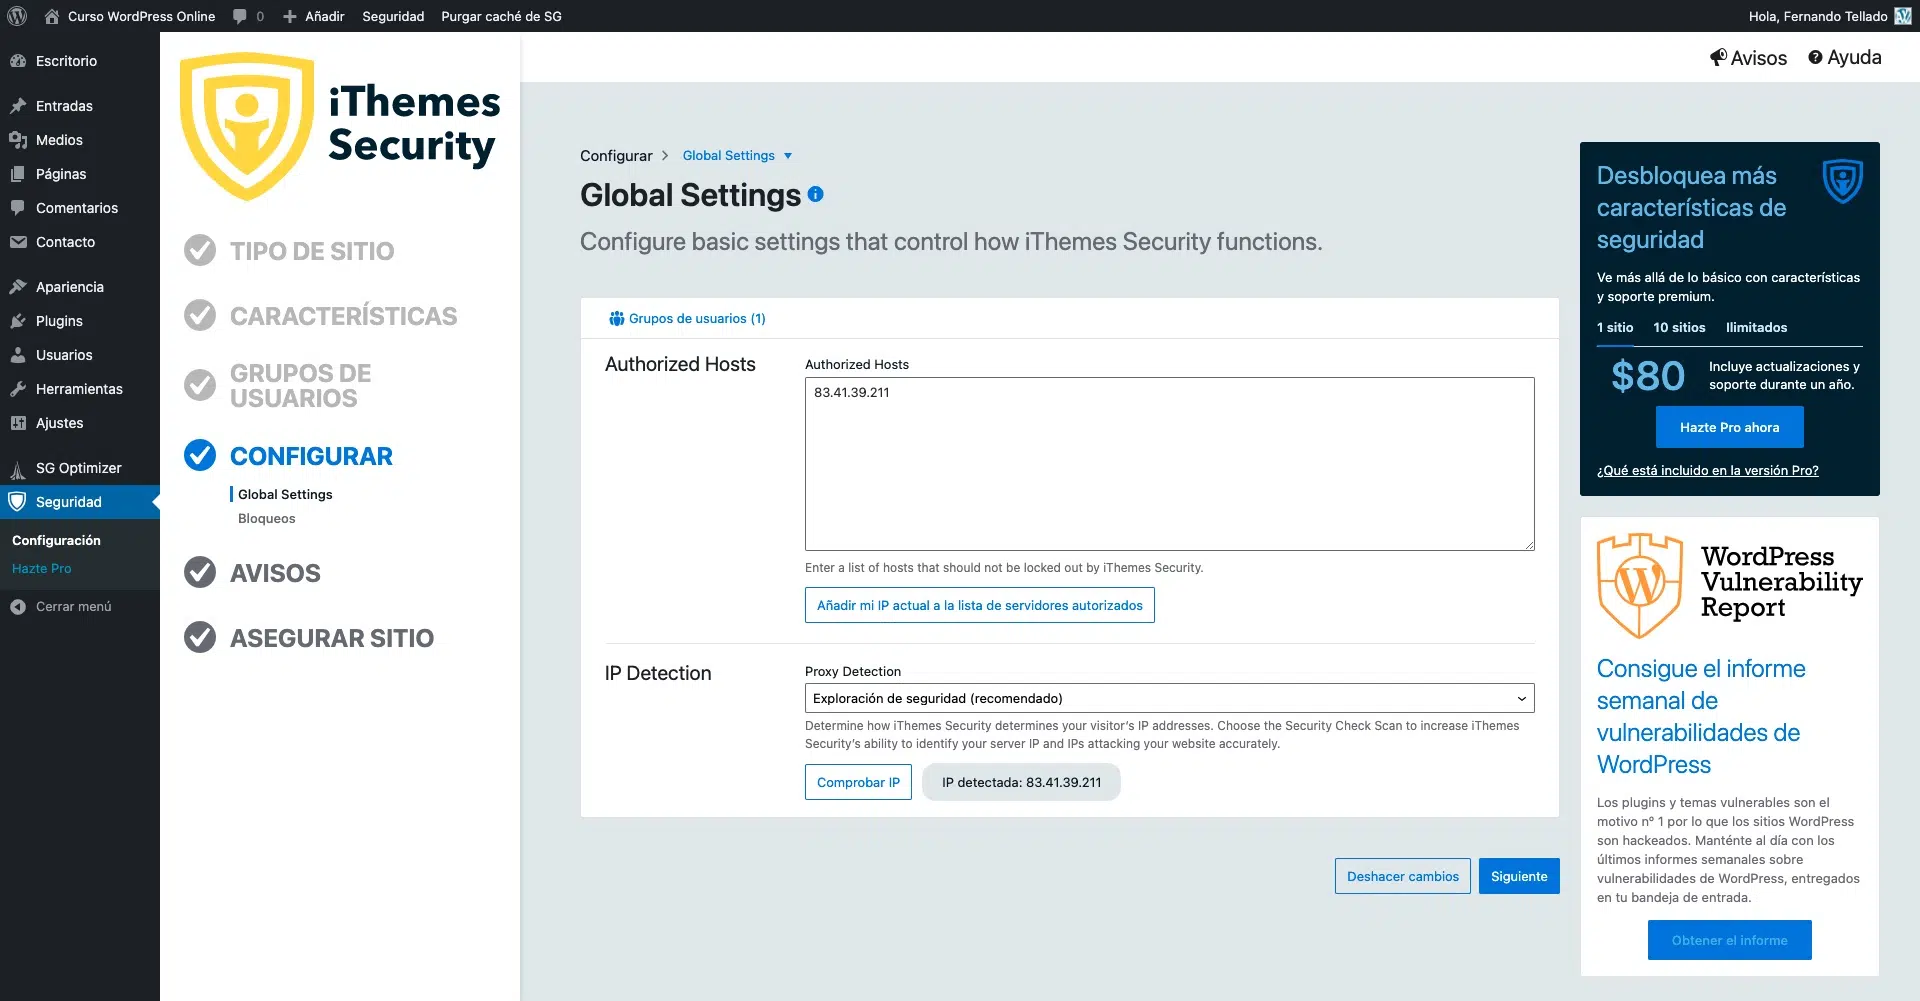 Curso WordPress Online
0
Añadir
Seguridad
Purgar caché de SG
Hola, Fernando Tellado
Escritorio
Entradas
Medios
Páginas
Comentarios
Contacto
Apariencia
Plugins
Usuarios
Herramientas
Ajustes
SG Optimizer
Seguridad
Configuración
Hazte Pro
Cerrar menú
iThemes
Security
TIPO DE SITIO
CARACTERÍSTICAS
GRUPOS DE
USUARIOS
CONFIGURAR
Global Settings
Bloqueos
AVISOS
ASEGURAR SITIO
Avisos
Ayuda
Configurar > Global Settings
Global Settings
Configure basic settings that control how iThemes Security functions.
Grupos de usuarios (1)
Authorized Hosts
Authorized Hosts
83.41.39.211
Enter a list of hosts that should not be locked out by iThemes Security.
Añadir mi IP actual a la lista de servidores autorizados
IP Detection
Proxy Detection
Exploración de seguridad (recomendado)
Determine how iThemes Security determines your visitor's IP addresses. Choose the Security Check Scan to increase iThemes
Security's ability to identify your server IP and IPs attacking your website accurately.
Comprobar IP
IP detectada: 83.41.39.211
Deshacer cambios
Siguiente
Desbloquea más
características de
seguridad
Ve más allá de lo básico con características
y soporte premium.
1 sitio
10 sitios
Ilimitados
$80
Incluye actualizaciones y
soporte durante un año.
Hazte Pro ahora
¿Qué está incluido en la versión Pro?
WordPress
Vulnerability
Report
Consigue el informe
semanal de
vulnerabilidades de
WordPress
Los plugins y temas vulnerables son el
motivo nº 1 por lo que los sitios WordPress
son hackeados. Manténte al día con los
últimos informes semanales sobre
vulnerabilidades de WordPress, entregados
en tu bandeja de entrada.
Obtener el informe